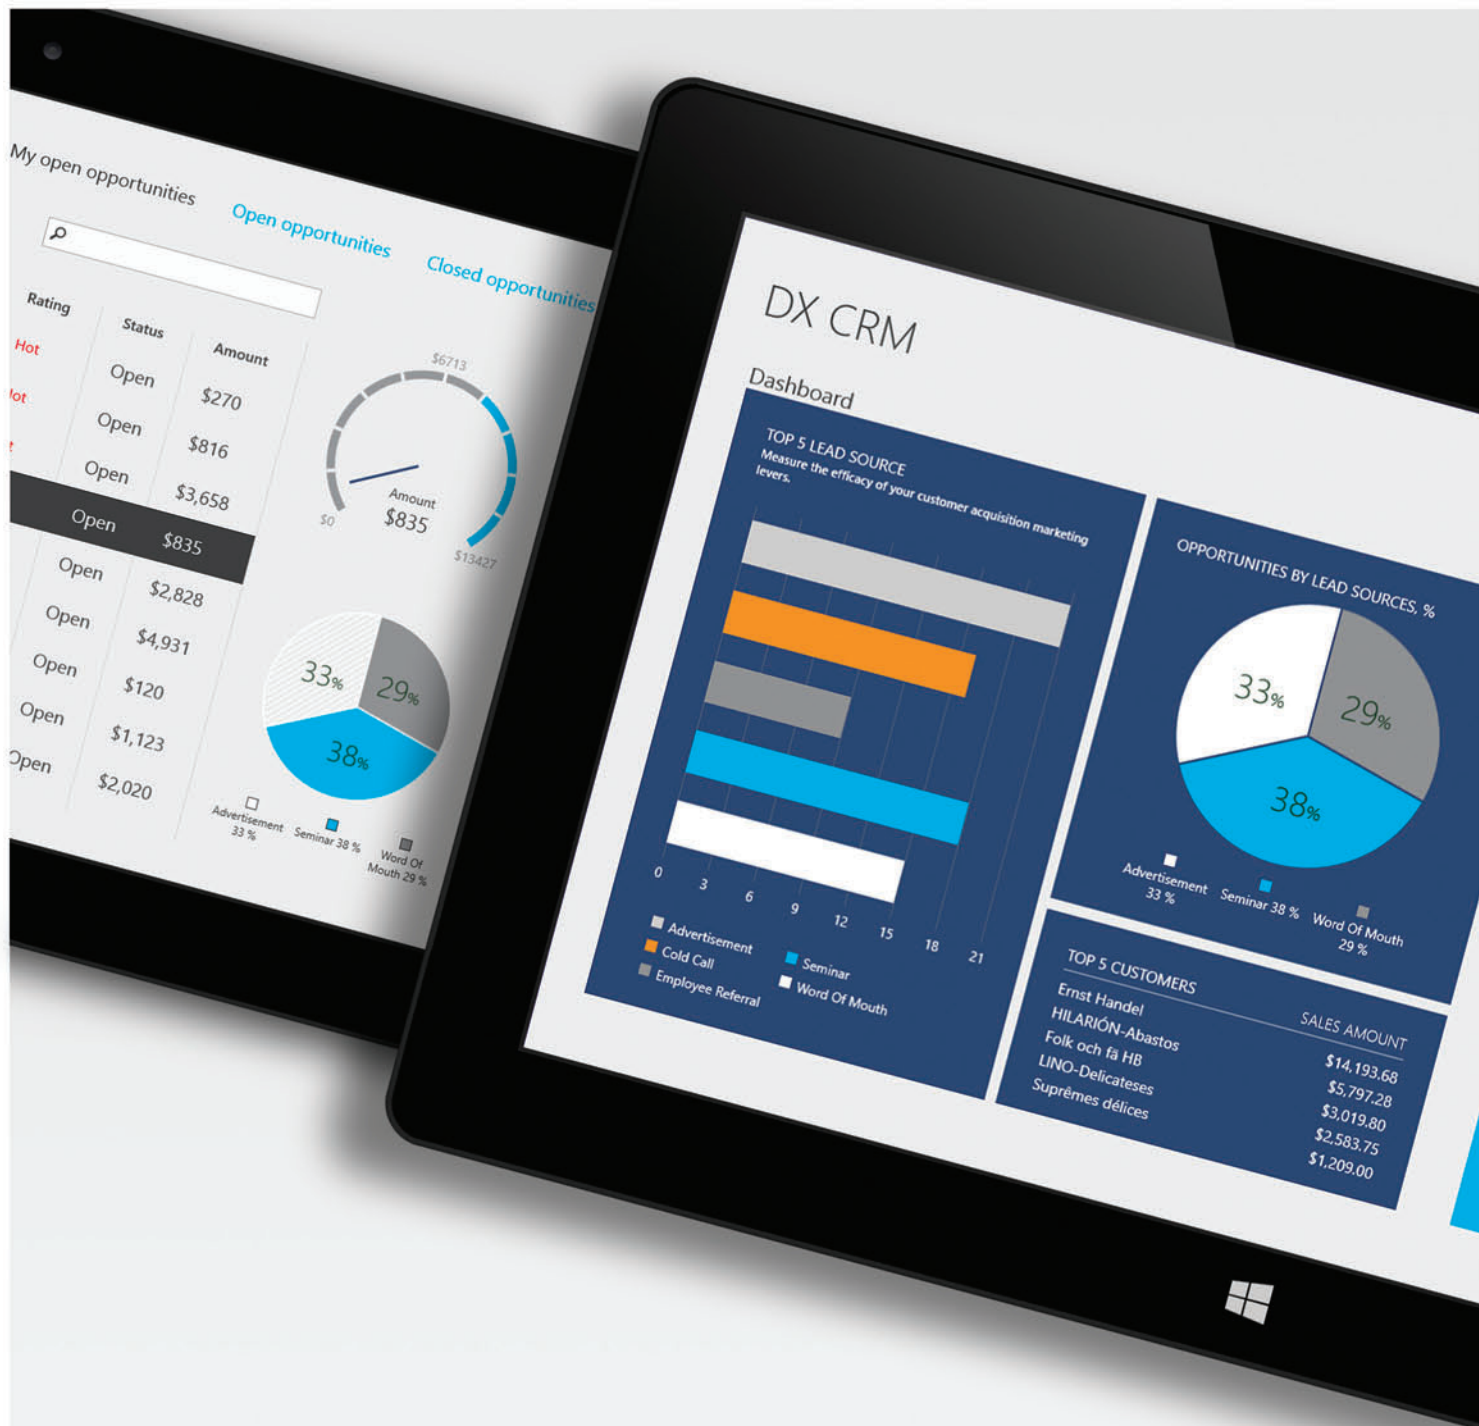 My open opportunities
Open opportunities
Closed opportunities
Rating
Status
Amount
Hot
Open
$270
Open
$816
Open
$3,658
Open
$835
Open
$2,828
Open
$4,931
Open
$120
Open
$1,123
Open
$2,020
$6713
Amount
$835
$0
$13427
33%
29%
38%
Advertisement
33 %
Seminar 38 %
Word Of
Mouth 29 %
DX CRM
Dashboard
TOP 5 LEAD SOURCE
Measure the efficacy of your customer acquisition marketing
levers.
0 3 6 9 12 15 18 21
Advertisement
Cold Call
Employee Referral
Seminar
Word Of Mouth
OPPORTUNITIES BY LEAD SOURCES, %
33%
29%
38%
Advertisement
33 %
Seminar 38 %
Word Of Mouth
29 %
TOP 5 CUSTOMERS
SALES AMOUNT
Ernst Handel
$14,193.68
HILARIÓN-Abastos
$5,797.28
Folk och fä HB
$3,019.80
LINO-Delicateses
$2,583.75
Suprêmes délices
$1,209.00